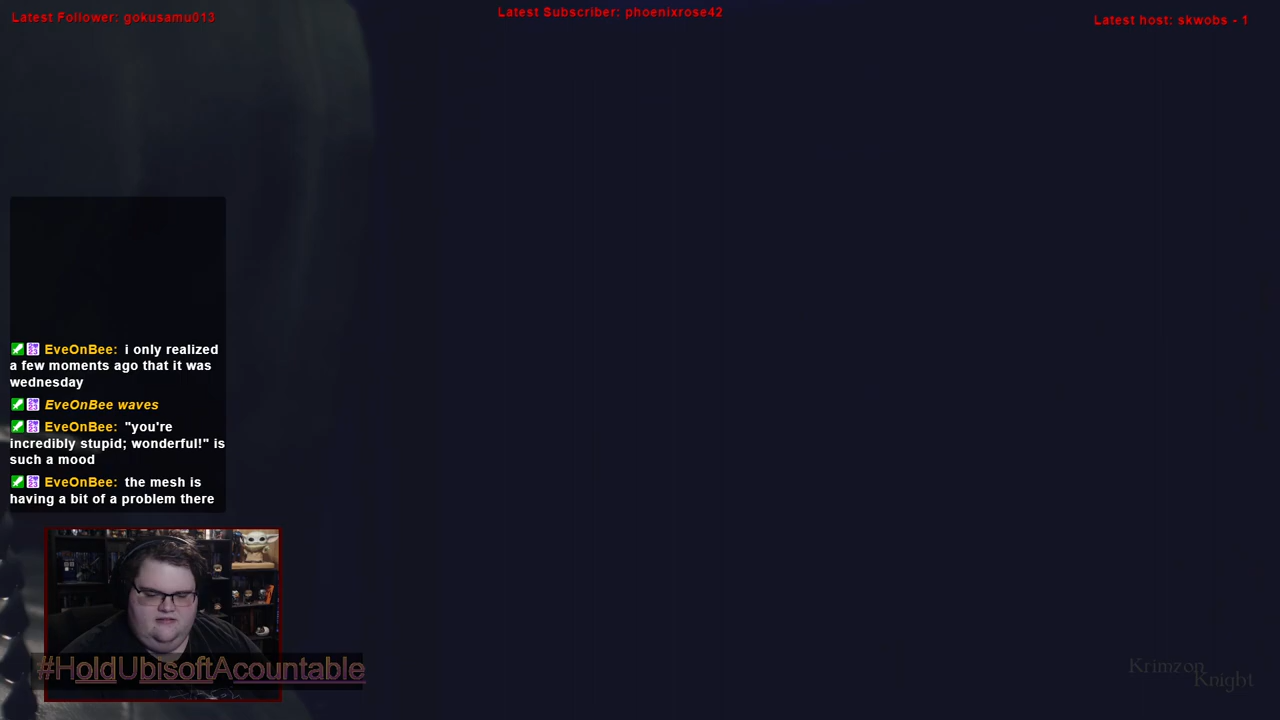 Latest Follower: gokusamu013
Latest Subscriber: phoenixrose42
Latest host: skwobs - 1
EveOnBee: i only realized
a few moments ago that it was
wednesday
EveOnBee waves
EveOnBee: "you're
incredibly stupid; wonderful!" is
such a mood
EveOnBee: the mesh is
having a bit of a problem there
#HoldUbisoftAcountable
Krimzon
Knight